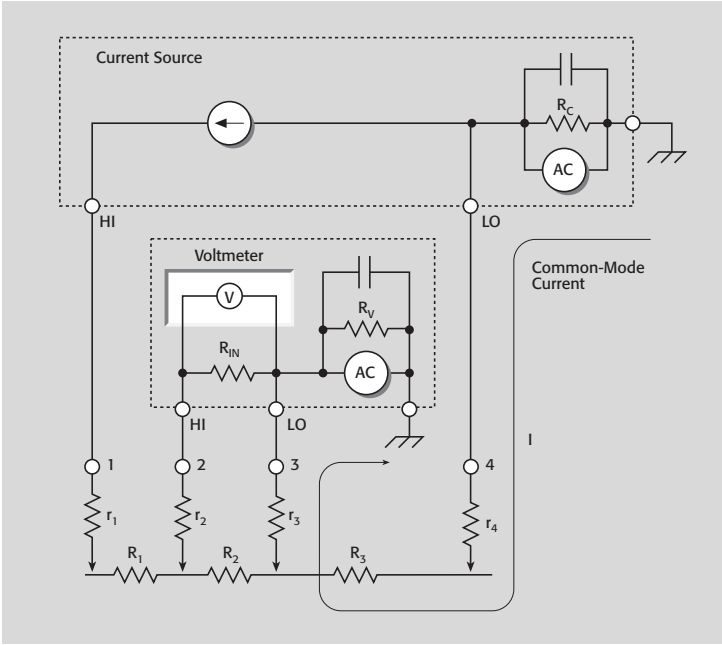 Current Source
R_C
AC
HI
LO
Voltmeter
V
R_IN
R_V
AC
HI
LO
Common-Mode
Current
I
1
2
3
4
r_1
r_2
r_3
r_4
R_1
R_2
R_3